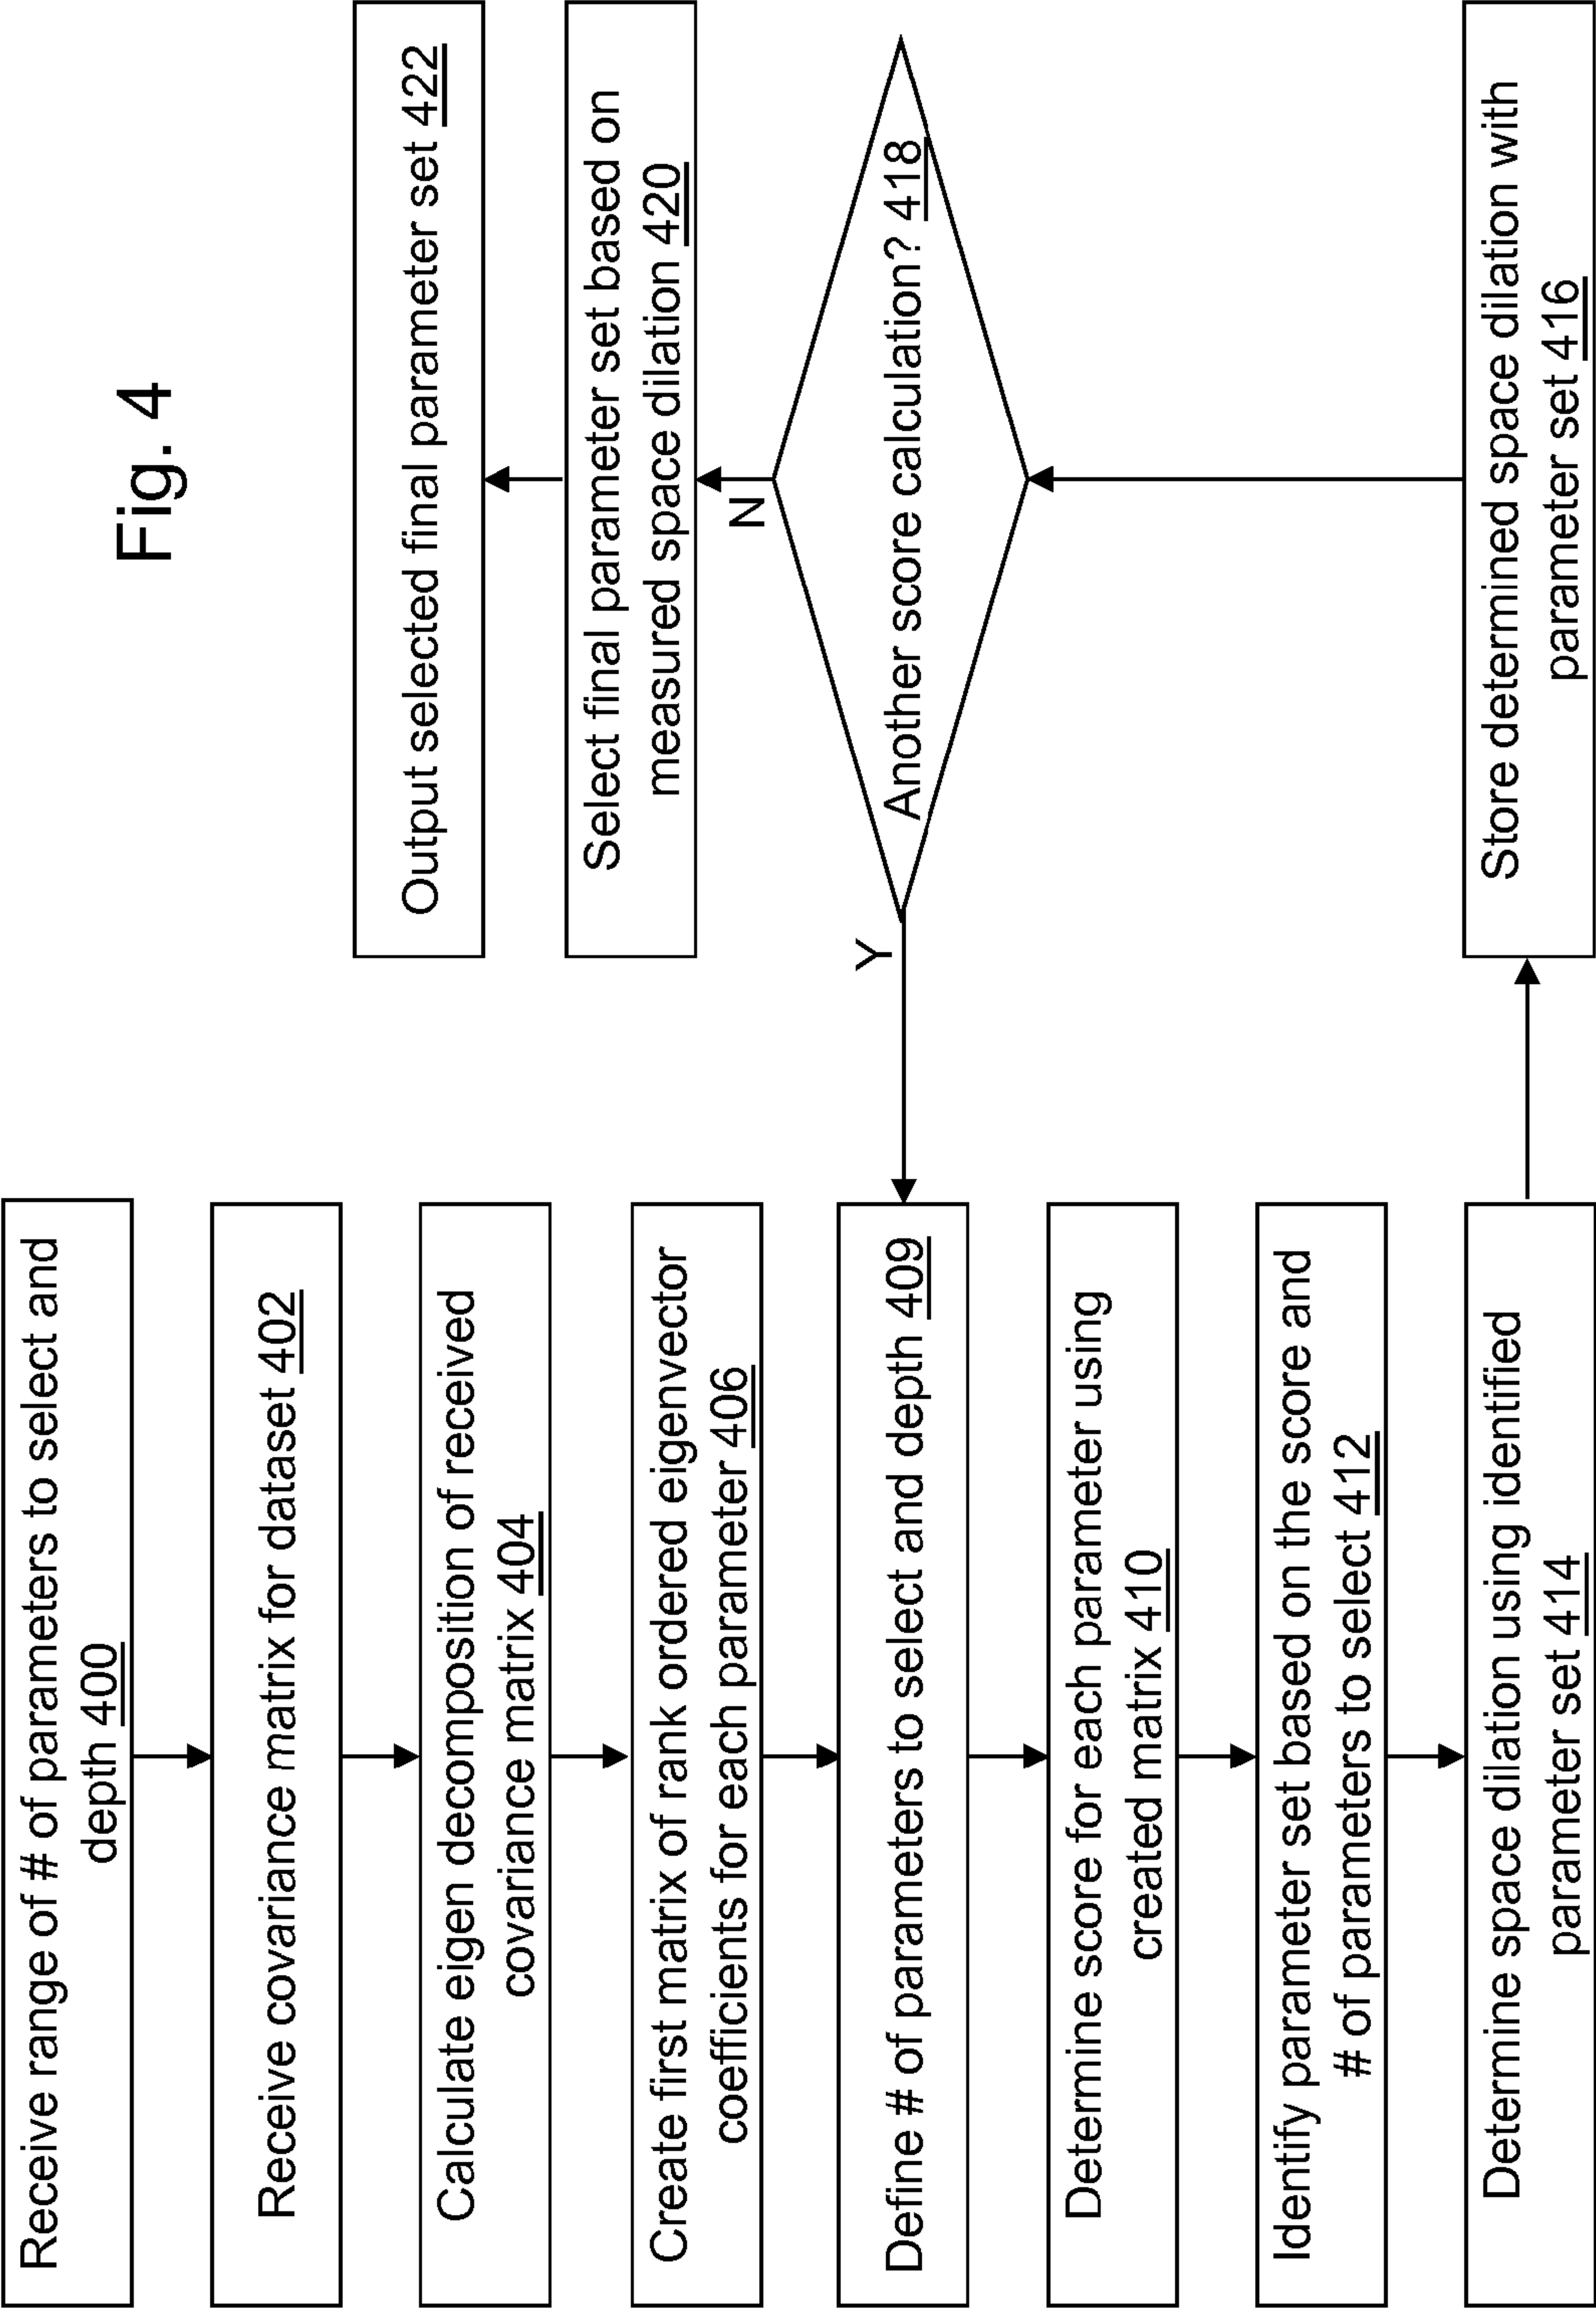 Fig. 4
Receive range of # of parameters to select and
depth 400
Receive covariance matrix for dataset 402
Calculate eigen decomposition of received
covariance matrix 404
Create first matrix of rank ordered eigenvector
coefficients for each parameter 406
Define # of parameters to select and depth 409
Determine score for each parameter using
created matrix 410
Identify parameter set based on the score and
# of parameters to select 412
Determine space dilation using identified
parameter set 414
Store determined space dilation with
parameter set 416
Another score calculation? 418
Y
N
Select final parameter set based on
measured space dilation 420
Output selected final parameter set 422